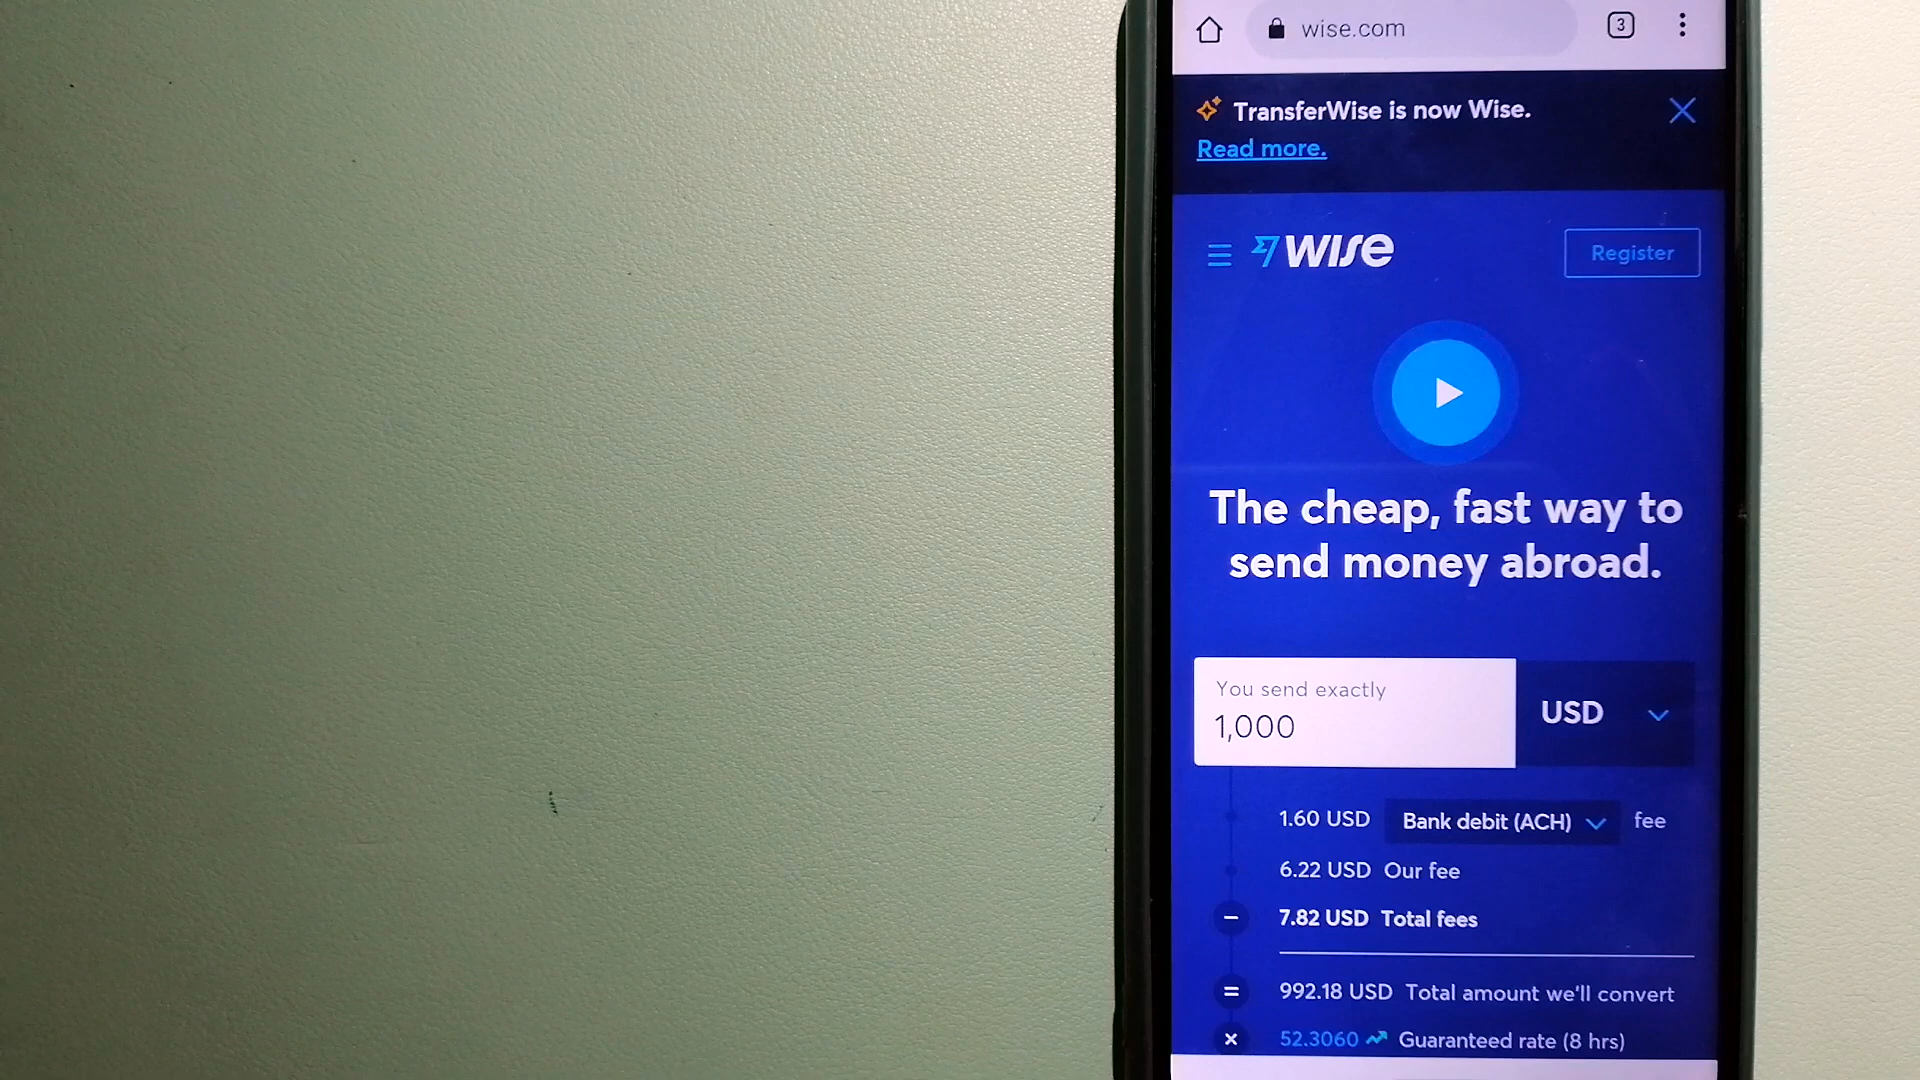 wise.com
3
TransferWise is now Wise.
Read more.
WISE
Register
The cheap, fast way to
send money abroad.
You send exactly
1,000
USD
1.60 USD Bank debit (ACH) fee
6.22 USD Our fee
7.82 USD Total fees
992.18 USD Total amount we'll convert
52.3060 Guaranteed rate (8 hrs)